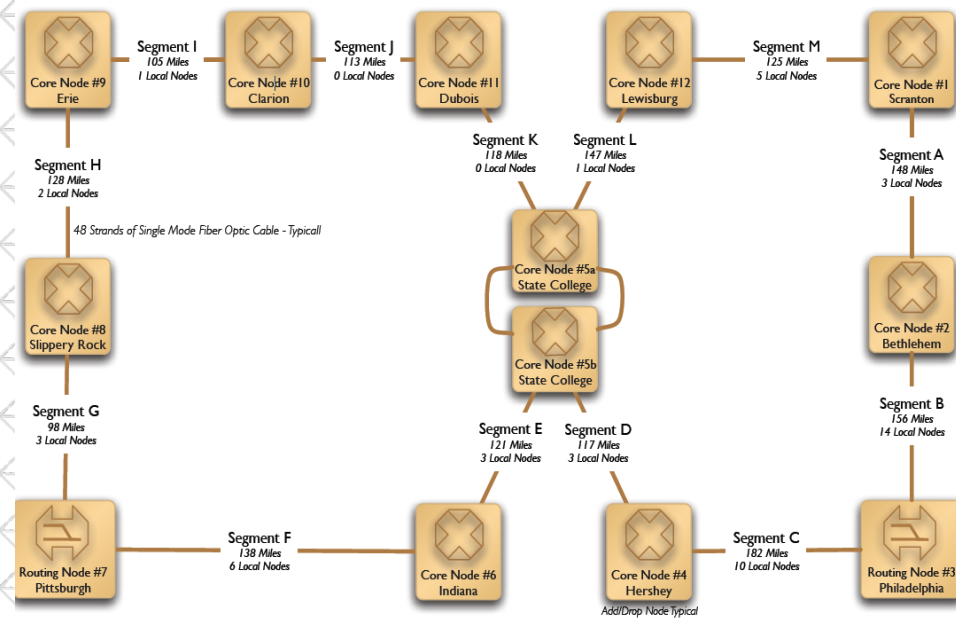 Segment I
105 Miles
1 Local Nodes
Segment J
113 Miles
0 Local Nodes
Segment M
125 Miles
5 Local Nodes
Core Node #9
Erie
Core Node #10
Clarion
Core Node #11
Dubois
Core Node #12
Lewisburg
Core Node #1
Scranton
Segment K
118 Miles
0 Local Nodes
Segment L
147 Miles
1 Local Nodes
Segment H
128 Miles
2 Local Nodes
Segment A
148 Miles
3 Local Nodes
48 Strands of Single Mode Fiber Optic Cable - Typicall
Core Node #5a
State College
Core Node #8
Slippery Rock
Core Node #2
Bethlehem
Core Node #5b
State College
Segment G
98 Miles
3 Local Nodes
Segment E
121 Miles
3 Local Nodes
Segment D
117 Miles
3 Local Nodes
Segment B
156 Miles
14 Local Nodes
Segment F
138 Miles
6 Local Nodes
Segment C
182 Miles
10 Local Nodes
Routing Node #7
Pittsburgh
Core Node #6
Indiana
Core Node #4
Hershey
Routing Node #3
Philadelphia
Add/Drop Node Typical